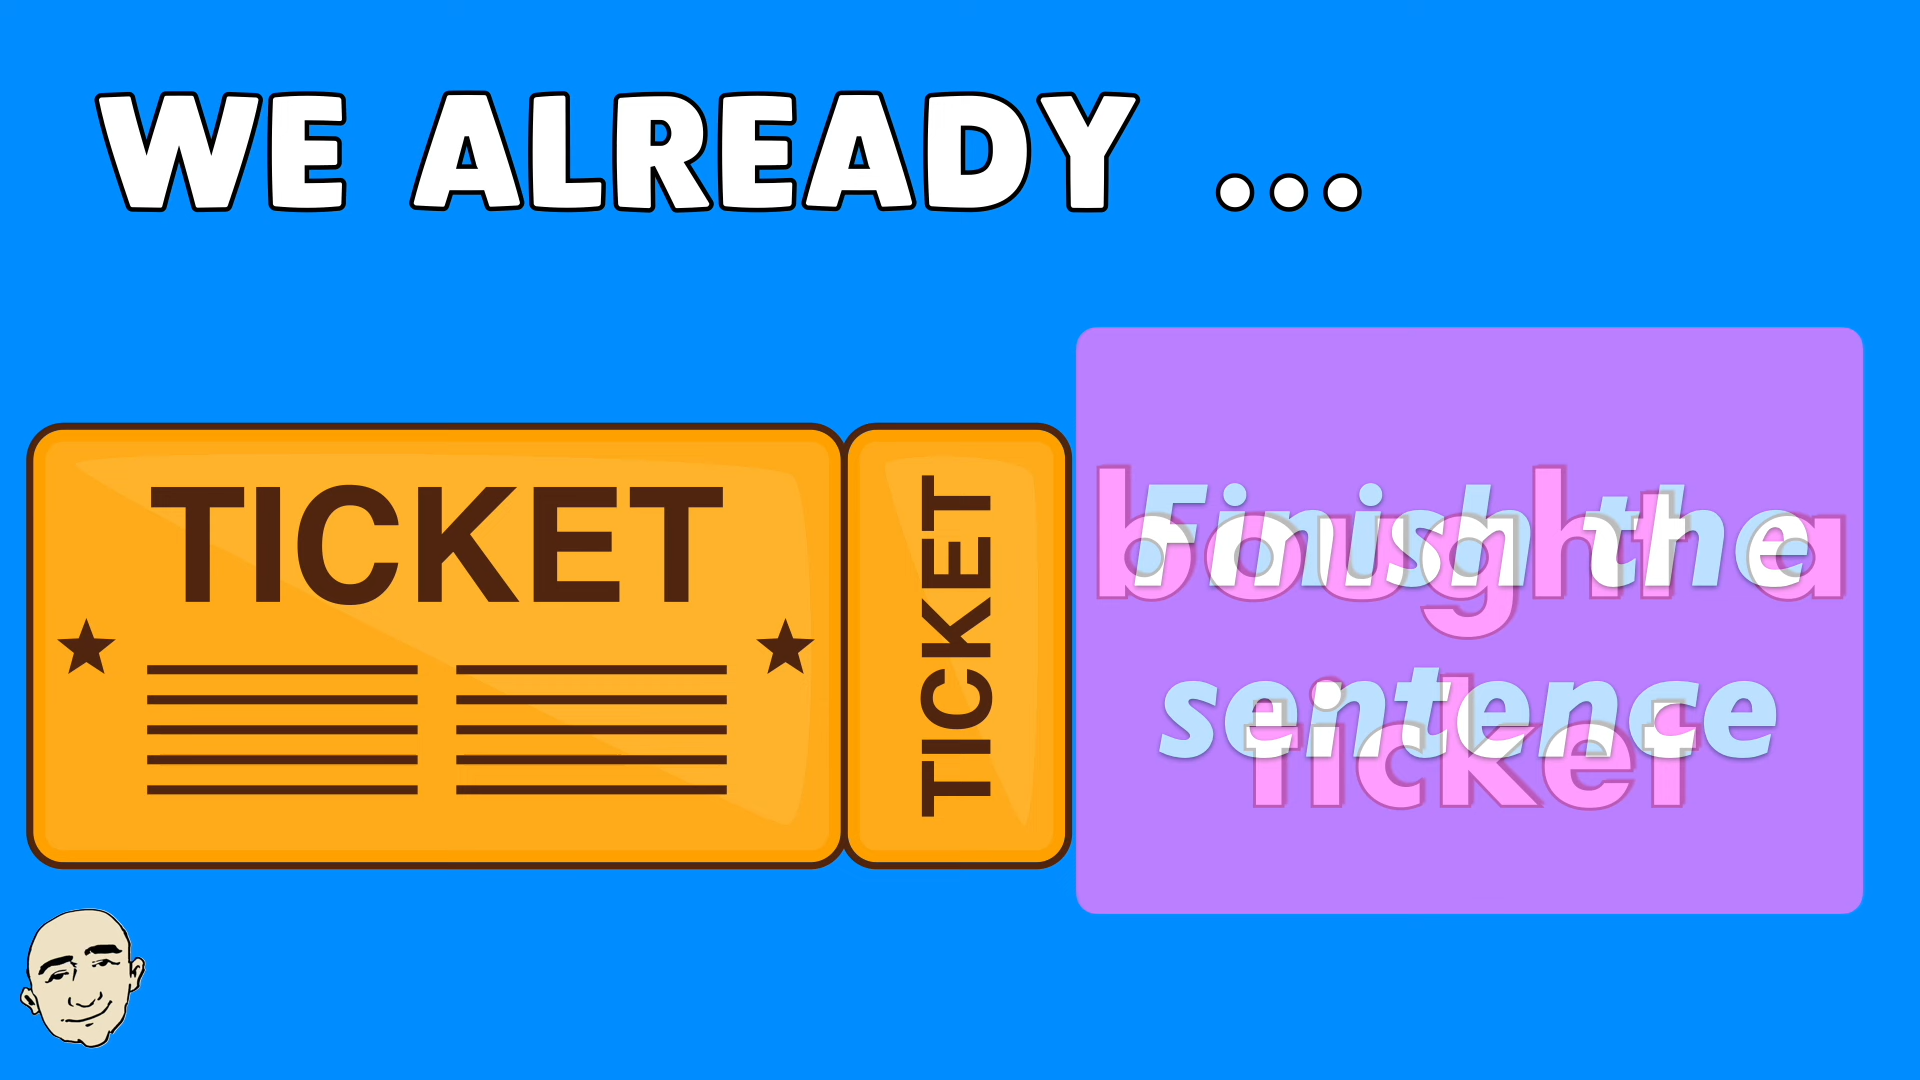 WE ALREADY ...
TICKET
TICKET
Finish the
sentence
bought a
ticket